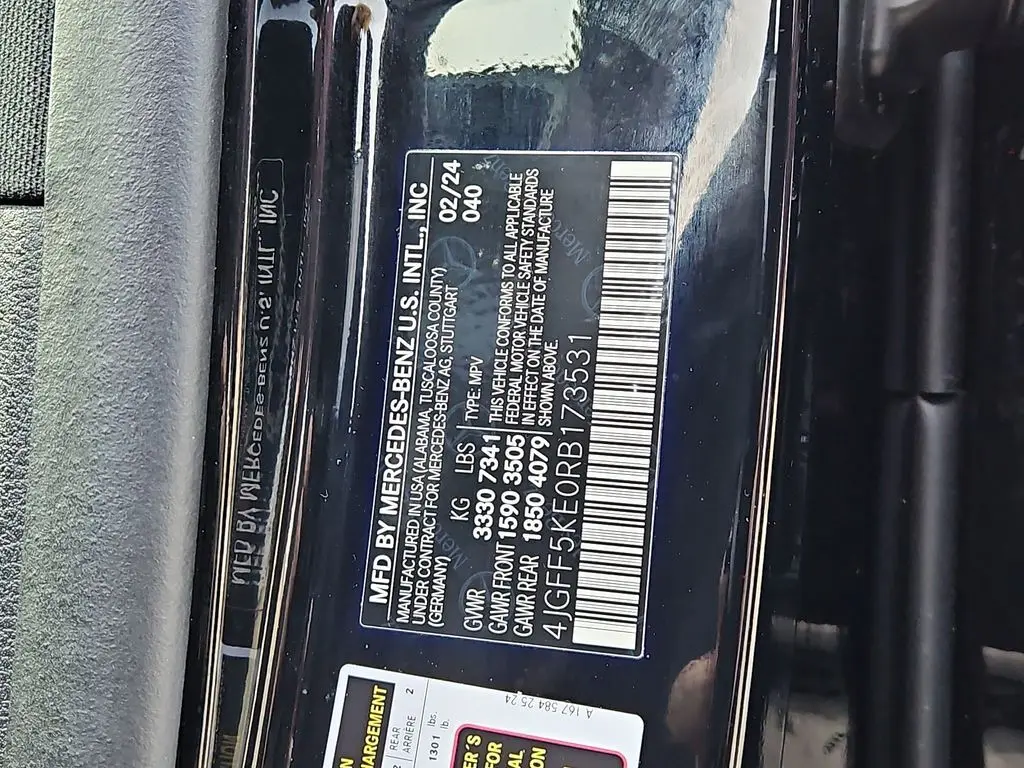 MFD BY MERCEDES-BENZ U.S. INTL., INC
MANUFACTURED IN USA (ALABAMA, TUSCALOOSA COUNTY)
UNDER CONTRACT FOR MERCEDES-BENZ AG, STUTTGART
(GERMANY)
02/24
040
KG LBS TYPE: MPV
GVWR 3330 7341
GAWR FRONT 1590 3505
GAWR REAR 1850 4079
THIS VEHICLE CONFORMS TO ALL APPLICABLE
FEDERAL MOTOR VEHICLE SAFETY STANDARDS
IN EFFECT ON THE DATE OF MANUFACTURE
SHOWN ABOVE.
4JGFF5KE0RB173531
REAR
ARRIÈRE 2
1301 lbs.
A 167 584 25 24